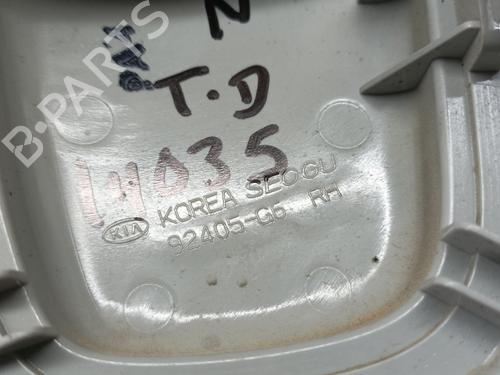 N
T.D
14035
KOREA SEOGU
KIA 92405-G6 RH
B-PARTS